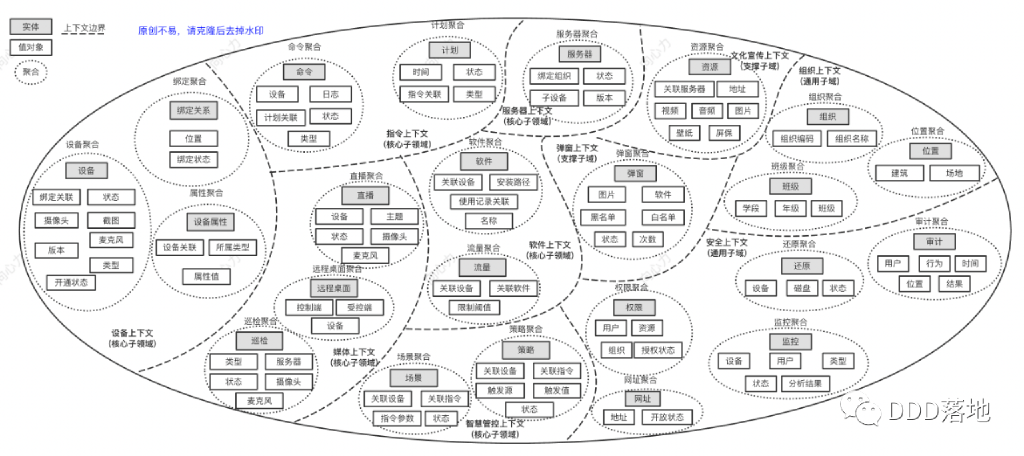 实体
上下文边界
值对象
聚合
原创不易，请克隆后去掉水印
计划聚合
计划
时间
状态
指令关联
类型
命令聚合
命令
设备
日志
计划关联
状态
类型
指令上下文
(核心子领域)
服务器聚合
服务器
绑定组织
状态
子设备
版本
服务器上下文
(核心子领域)
资源聚合
资源
关联服务器
地址
视频
音频
图片
壁纸
屏保
文化宣传上下文
(支撑子域)
组织上下文
(通用子域)
组织聚合
组织
组织编码
组织名称
位置聚合
位置
建筑
场地
班级聚合
班级
学段
年级
班级
绑定聚合
绑定关系
位置
绑定状态
设备聚合
设备
绑定关联
状态
摄像头
截图
版本
麦克风
类型
开通状态
属性聚合
设备属性
设备关联
所属类型
属性值
设备上下文
(核心子领域)
直播聚合
直播
设备
主题
状态
摄像头
麦克风
远程桌面聚合
远程桌面
控制端
受控端
设备
巡检聚合
巡检
类型
服务器
状态
摄像头
麦克风
媒体上下文
(核心子领域)
软件聚合
软件
关联设备
安装路径
使用记录关联
名称
流量聚合
流量
关联设备
关联软件
限制阈值
软件上下文
(核心子领域)
弹窗上下文
(支撑子域)
弹窗聚合
弹窗
图片
软件
黑名单
白名单
状态
次数
场景聚合
场景
关联设备
关联指令
指令参数
状态
策略聚合
策略
关联设备
关联指令
触发源
触发值
状态
智慧管控上下文
(核心子领域)
权限聚合
权限
用户
资源
组织
授权状态
网址聚合
网址
地址
开放状态
安全上下文
(通用子域)
还原聚合
还原
设备
磁盘
状态
审计聚合
审计
用户
行为
时间
位置
结果
监控聚合
监控
设备
用户
类型
状态
分析结果
DDD落地